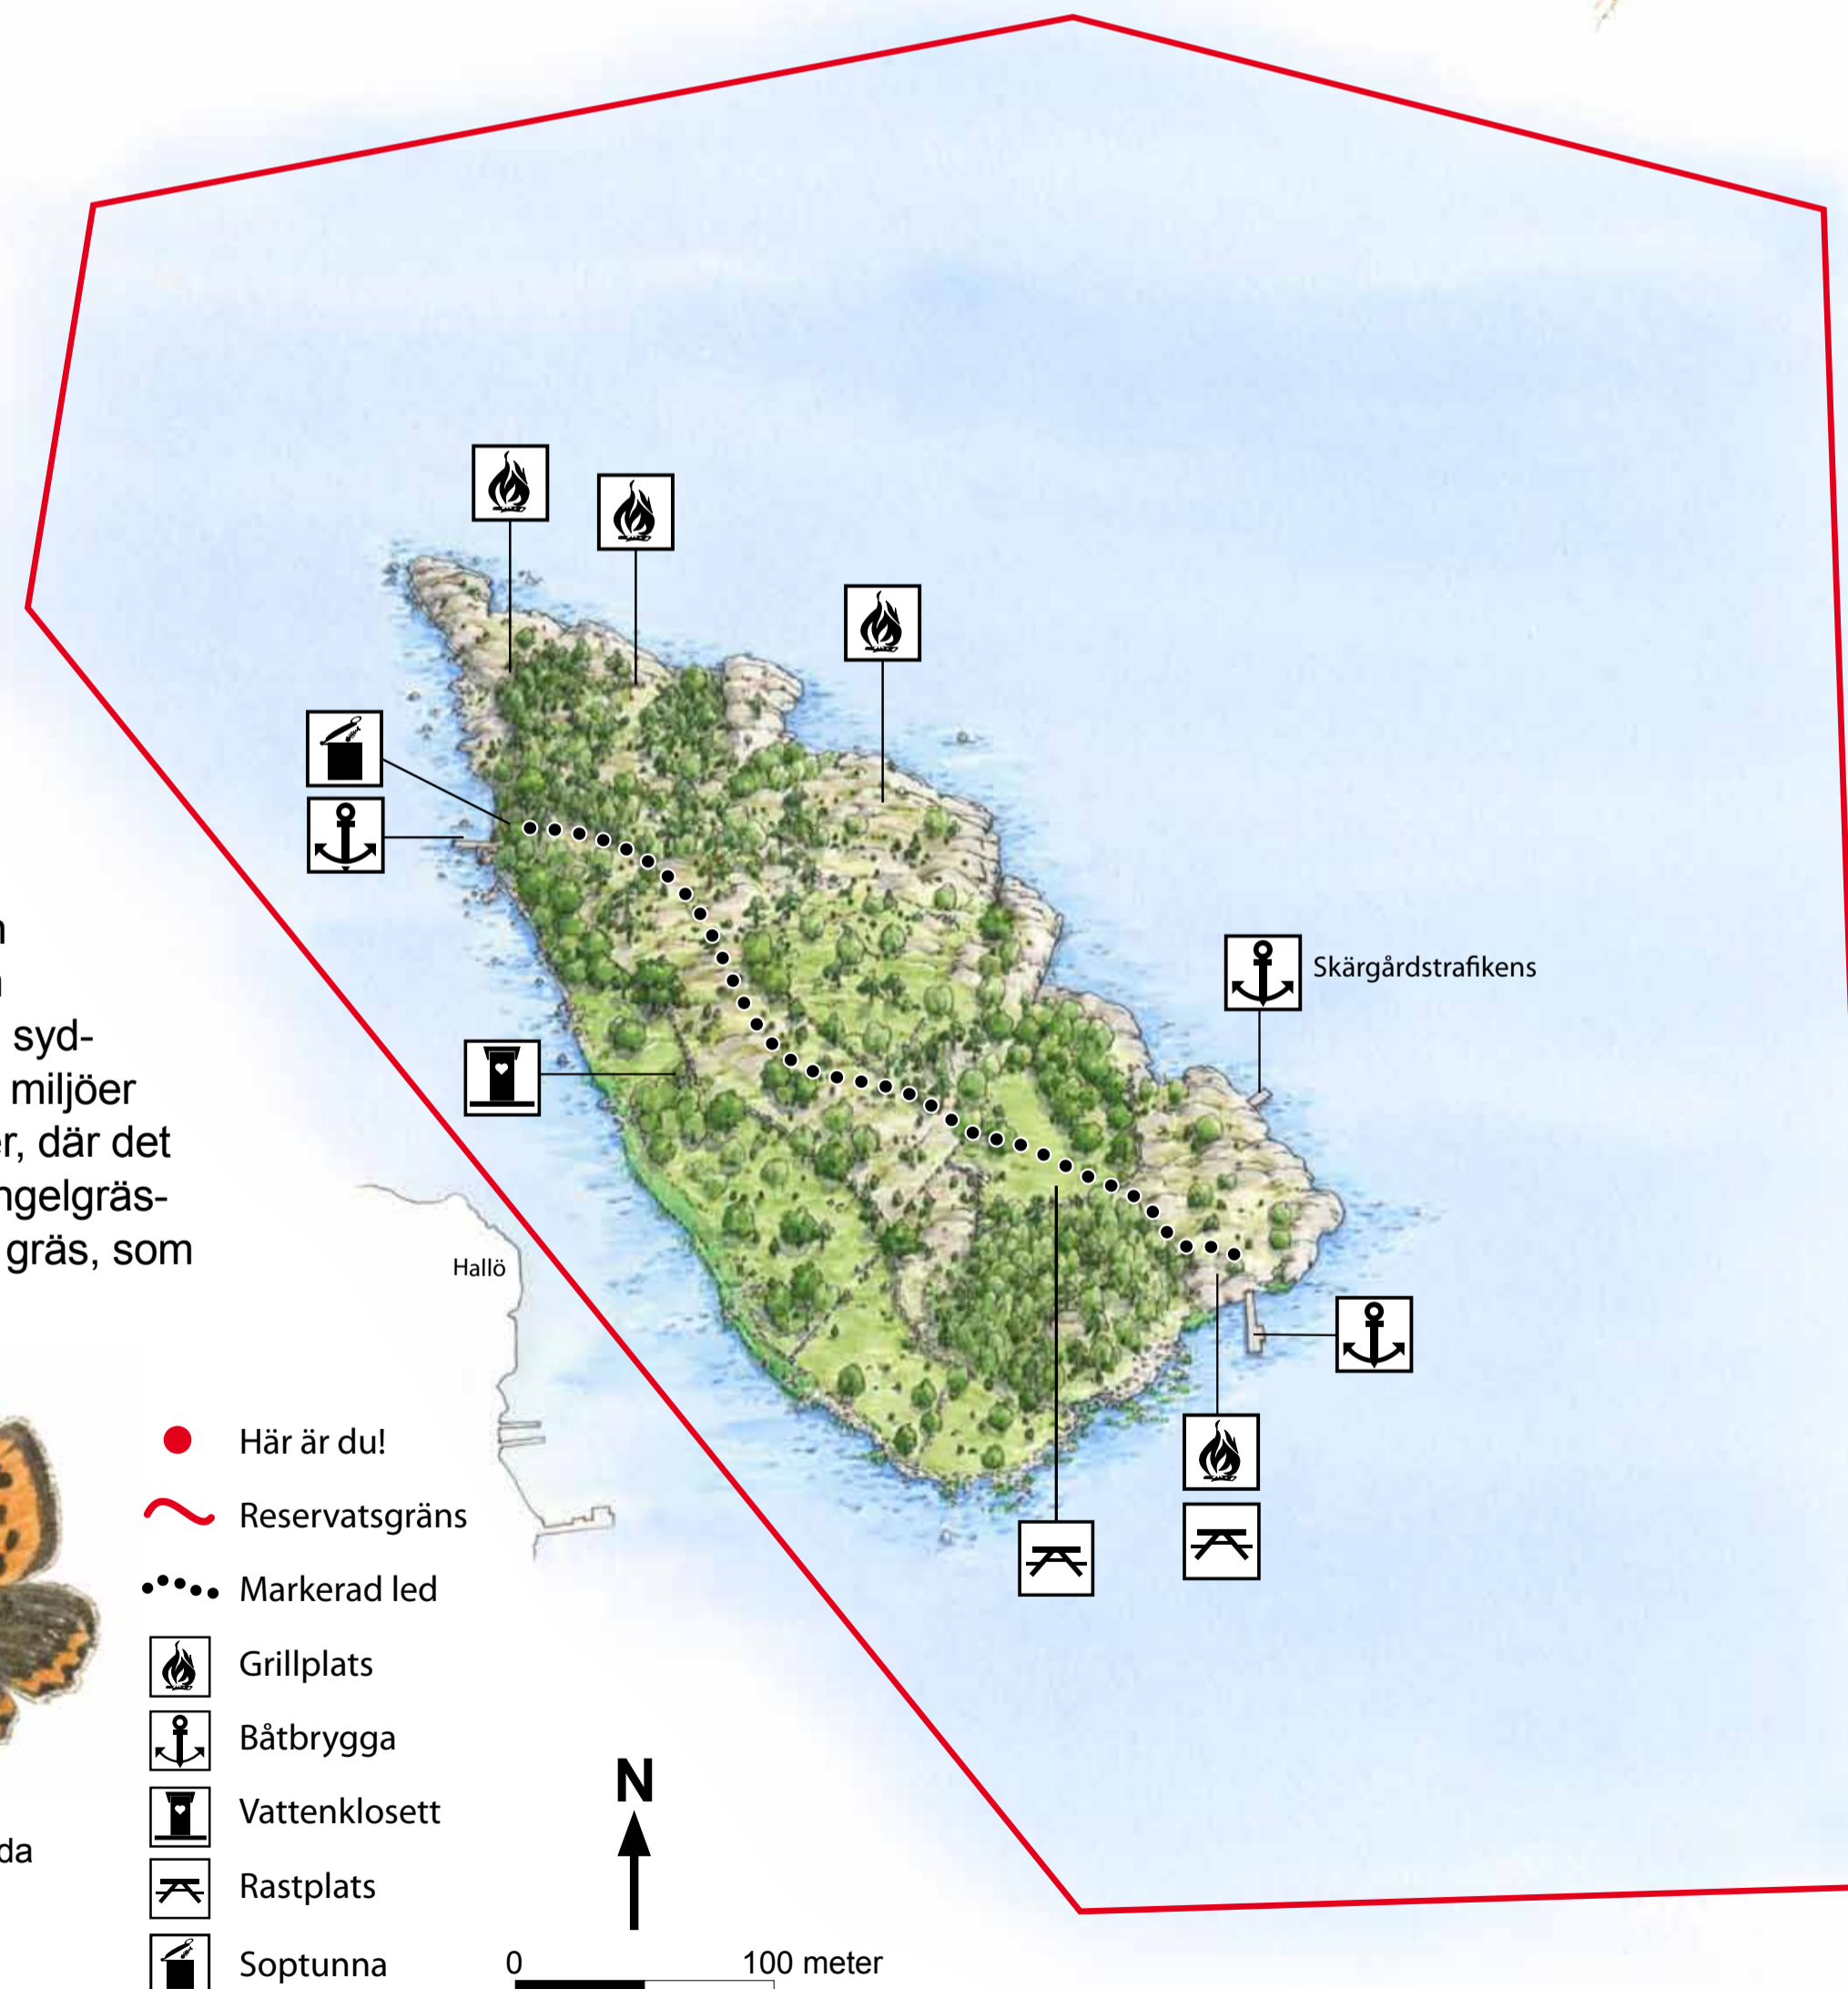 Skärgårdstrafikens
syd-
miljöer
er, där det
ngelgräs-
gräs, som
Hallö
Här är du!
Reservatsgräns
Markerad led
Grillplats
Båtbrygga
Vattenklosett
da
Rastplats
Soptunna
N
0 100 meter